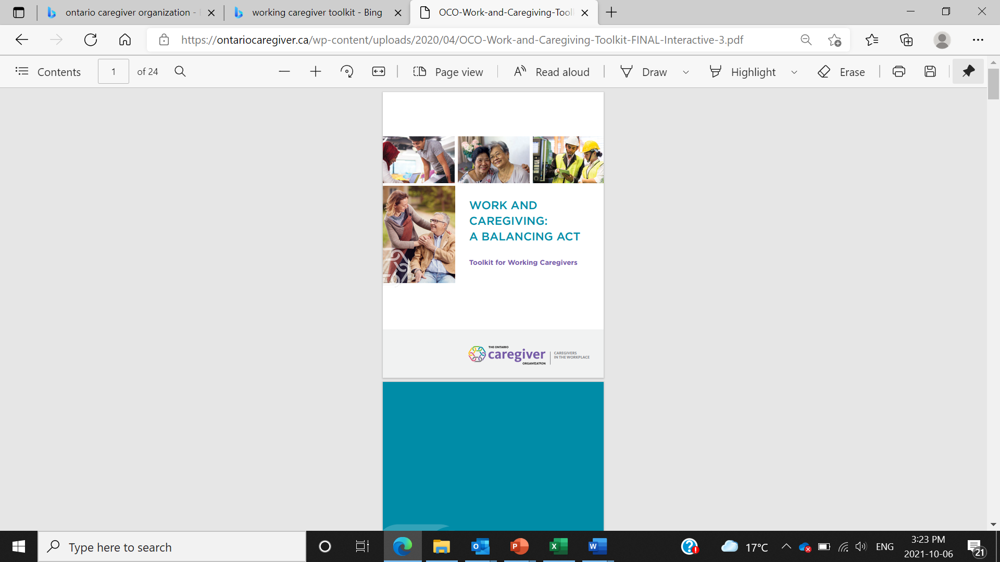 ontario caregiver organization -
working caregiver toolkit - Bing
OCO-Work-and-Caregiving-Tool
https://ontariocaregiver.ca/wp-content/uploads/2020/04/OCO-Work-and-Caregiving-Toolkit-FINAL-Interactive-3.pdf
Contents
1
of 24
Page view
Read aloud
Draw
Highlight
Erase
WORK AND
CAREGIVING:
A BALANCING ACT
Toolkit for Working Caregivers
THE ONTARIO
caregiver
ORGANIZATION
CAREGIVERS
IN THE WORKPLACE
Type here to search
17°C
ENG
3:23 PM
2021-10-06
21